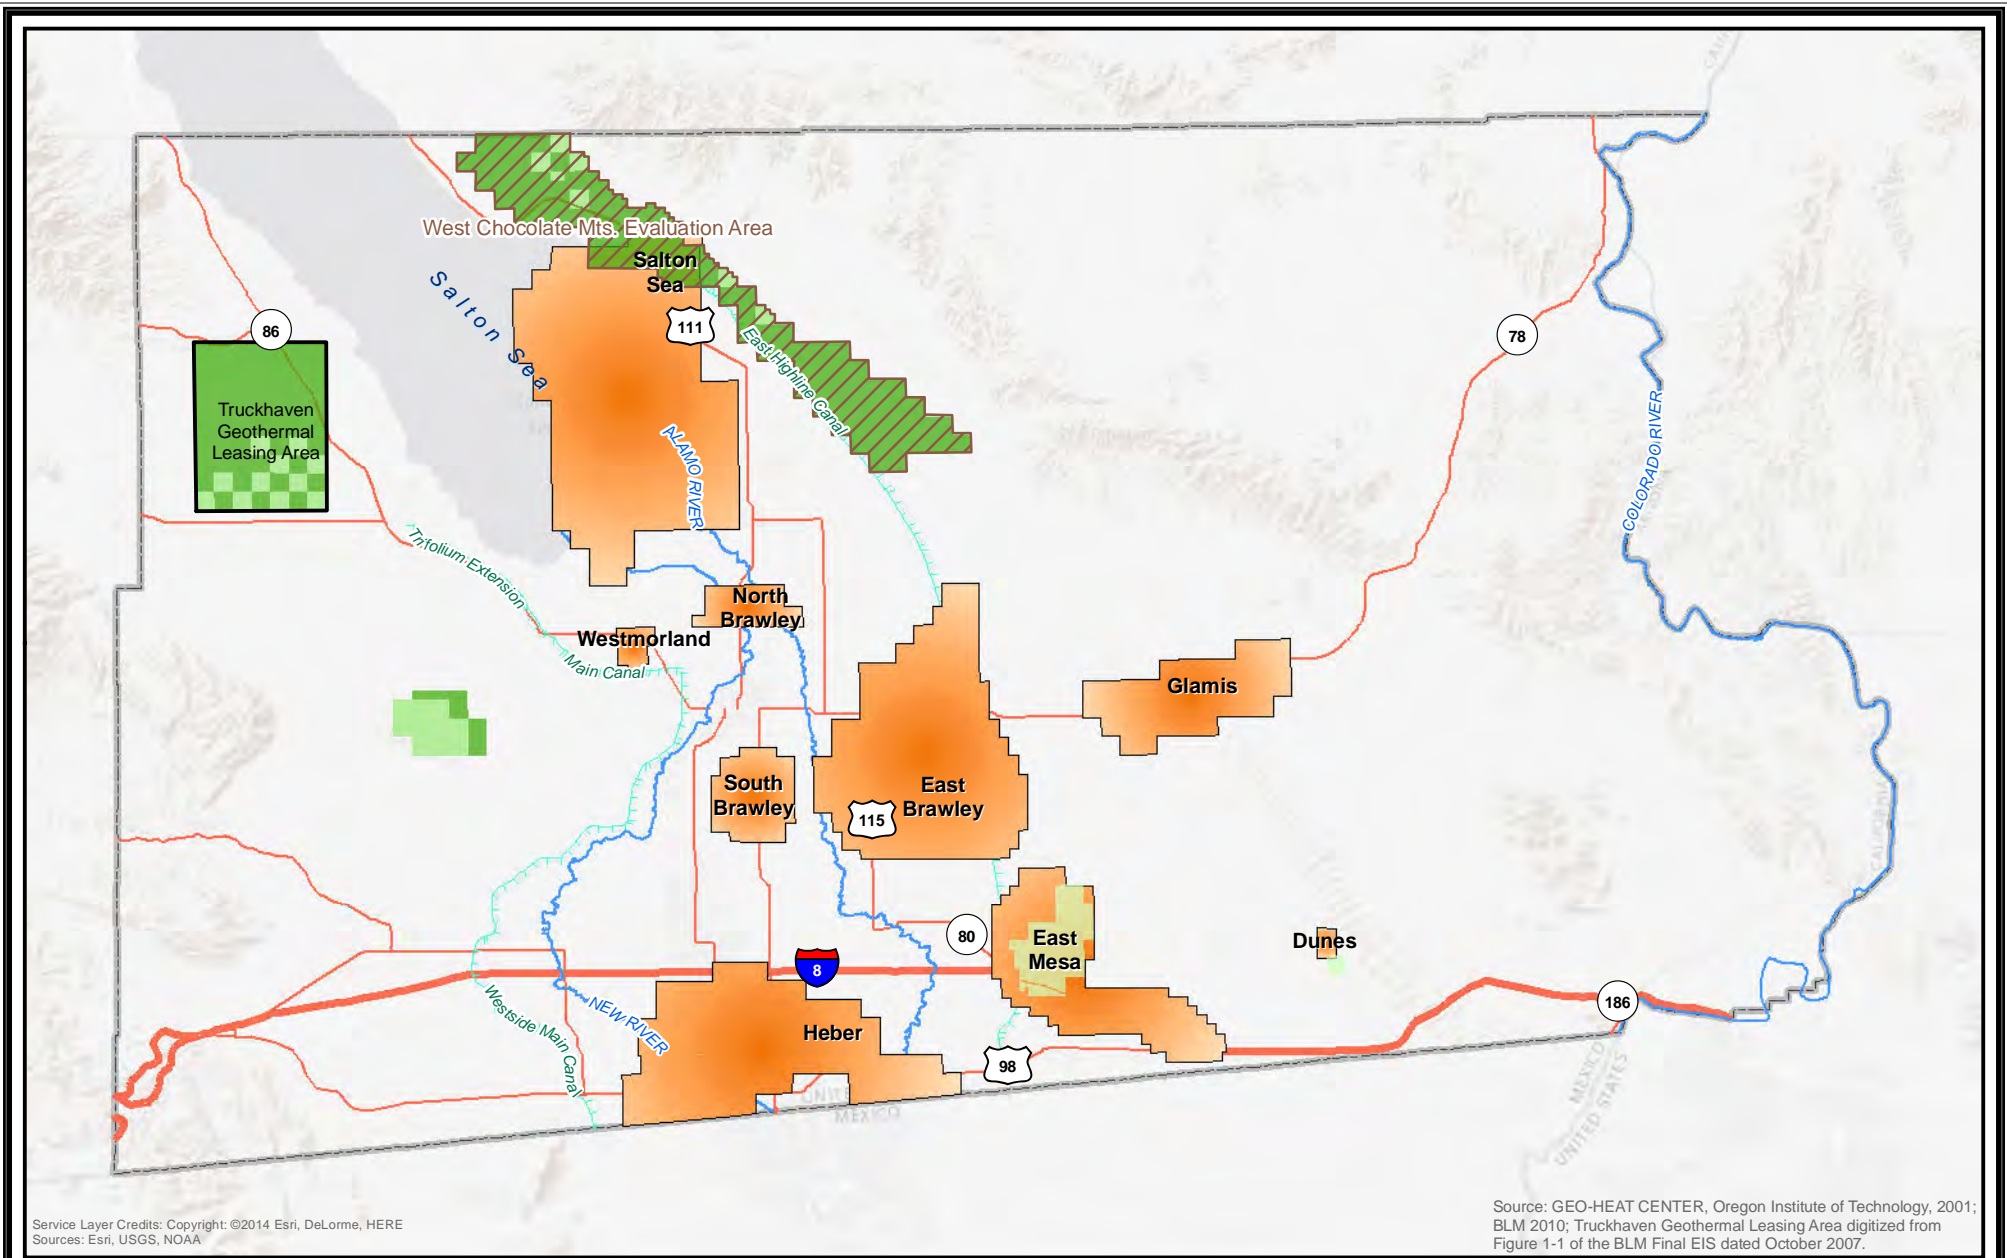 West Chocolate Mts. Evaluation Area
Salton
Sea
Salton Sea
111
86
78
East Highline Canal
Truckhaven
Geothermal
Leasing Area
ALAMO RIVER
COLORADO RIVER
Trifolium Extension
North
Brawley
Westmorland
Main Canal
Glamis
South
Brawley
East
Brawley
115
CALIFORNIA
80
East
Mesa
Dunes
8
186
Westside Main Canal
NEW RIVER
Heber
98
UNITE
MEXICO
MEXICO
UNITED STATES
Service Layer Credits: Copyright: ©2014 Esri, DeLorme, HERE
Sources: Esri, USGS, NOAA
Source: GEO-HEAT CENTER, Oregon Institute of Technology, 2001;
BLM 2010; Truckhaven Geothermal Leasing Area digitized from
Figure 1-1 of the BLM Final EIS dated October 2007.